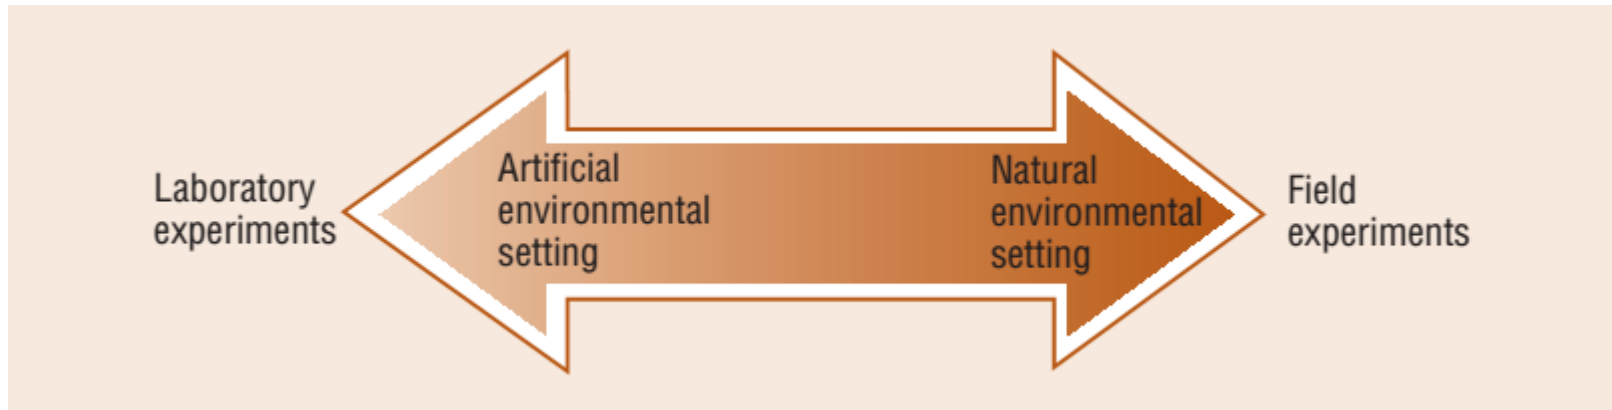 Laboratory
experiments
Artificial
environmental
setting
Natural
environmental
setting
Field
experiments